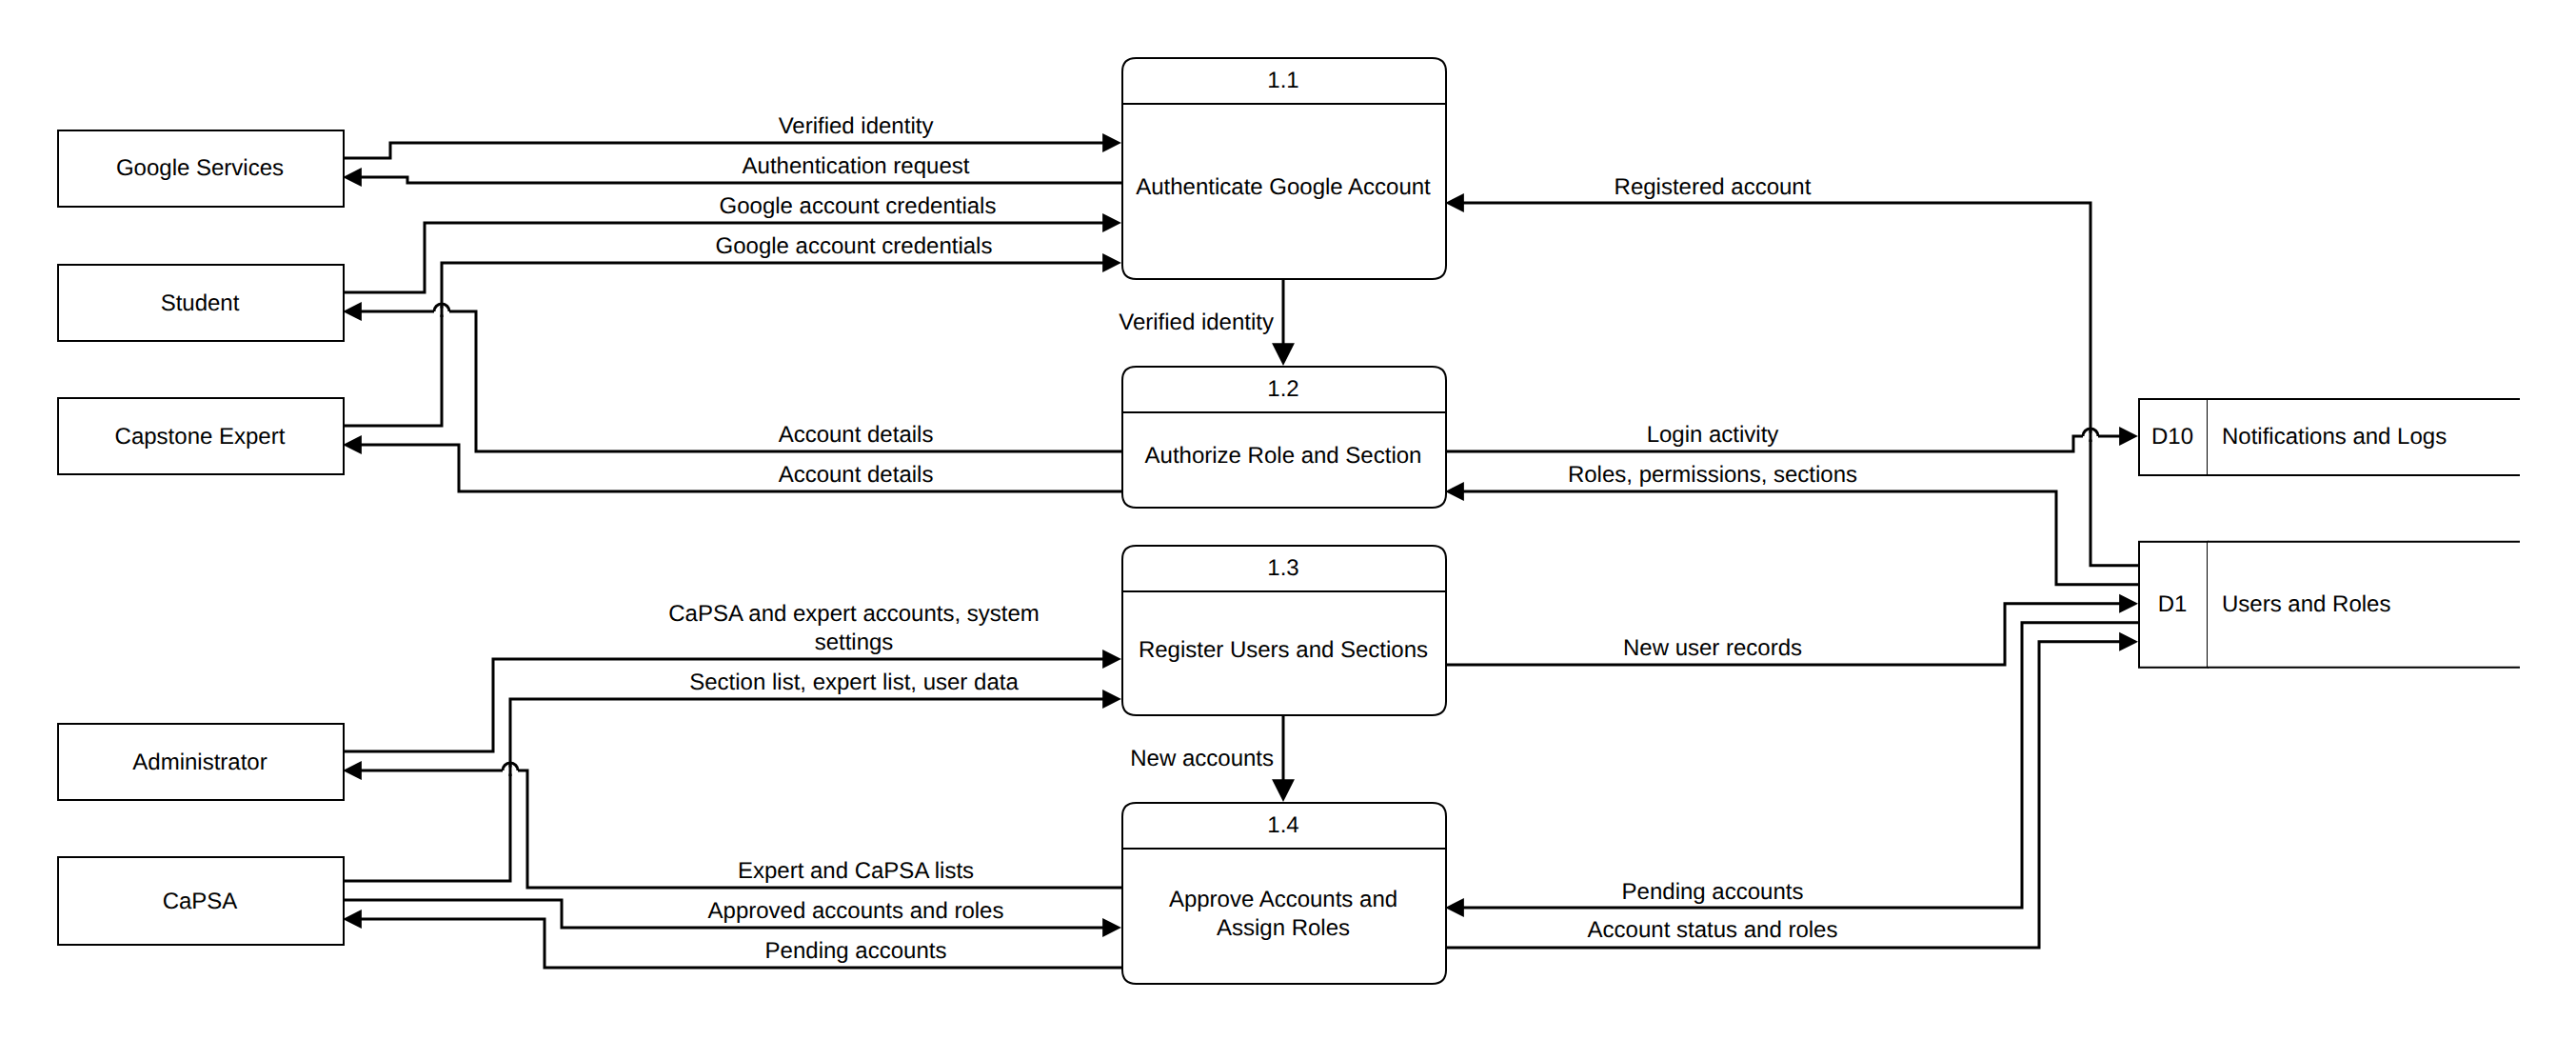 1.1
Verified identity
Google Services
Authentication request
Authenticate Google Account
Registered account
Google account credentials
Google account credentials
Student
Verified identity
1.2
Capstone Expert
Account details
Login activity
D10
Notifications and Logs
Authorize Role and Section
Account details
Roles, permissions, sections
1.3
D1
Users and Roles
CaPSA and expert accounts, system
settings
Register Users and Sections
New user records
Section list, expert list, user data
Administrator
New accounts
1.4
Expert and CaPSA lists
Pending accounts
CaPSA
Approve Accounts and
Assign Roles
Approved accounts and roles
Account status and roles
Pending accounts